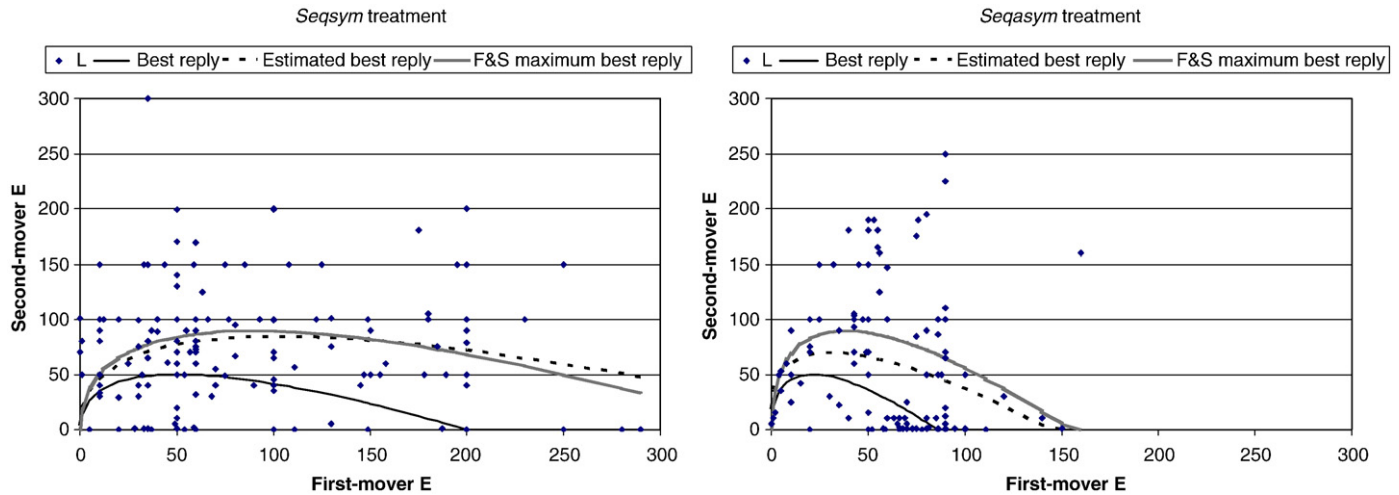 Seqsym treatment
L Best reply Estimated best reply F&S maximum best reply
300
250
200
150
100
50
0
Second-mover E
0 50 100 150 200 250 300
First-mover E
Seqasym treatment
L Best reply Estimated best reply F&S maximum best reply
300
250
200
150
100
50
0
Second-mover E
0 50 100 150 200 250 300
First-mover E